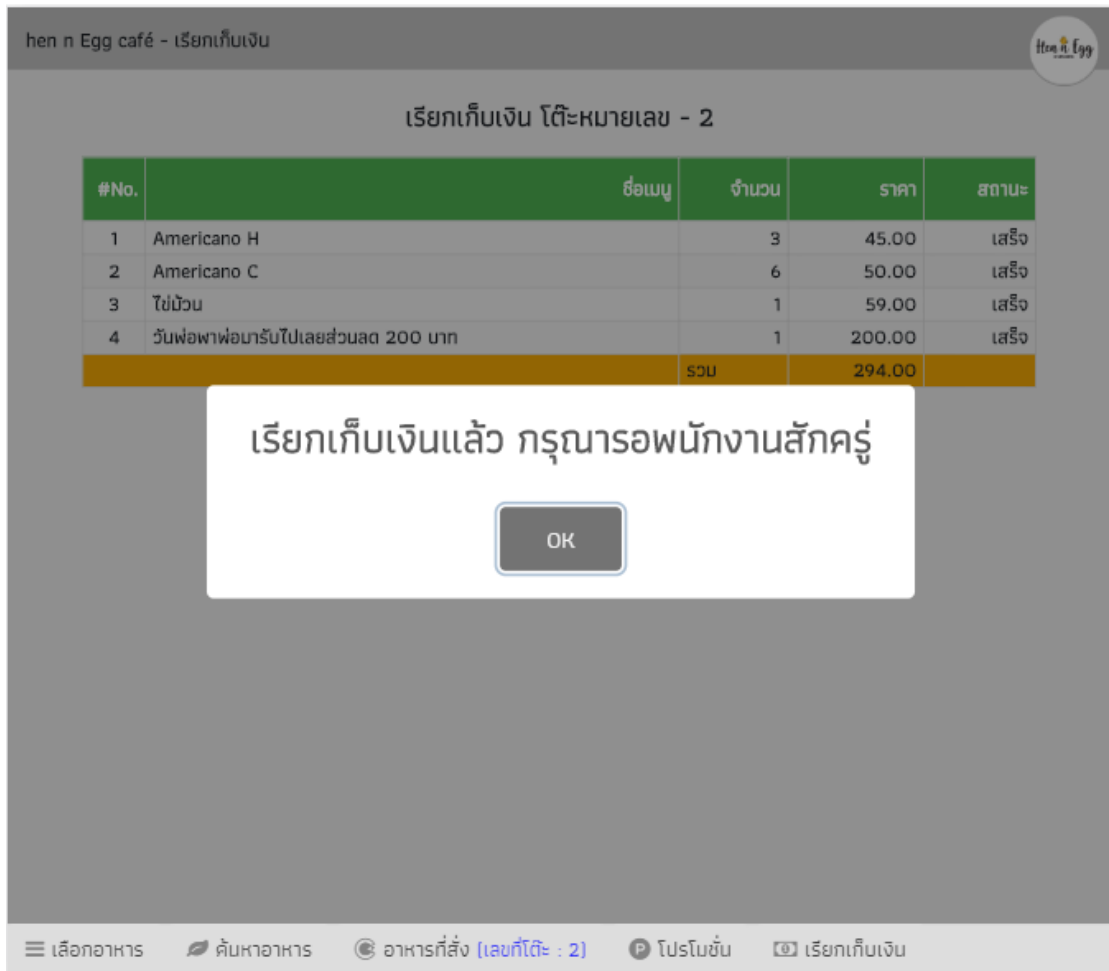 hen n Egg café - เรียกเก็บเงิน
Hen n Egg
เรียกเก็บเงิน โต๊ะหมายเลข - 2
#No. ชื่อเมนู จำนวน ราคา สถานะ
1 Americano H 3 45.00 เสร็จ
2 Americano C 6 50.00 เสร็จ
3 ไข่ม้วน 1 59.00 เสร็จ
4 วันพ่อพาพ่อมารับไปเลยส่วนลด 200 บาท 1 200.00 เสร็จ
รวม 294.00
เรียกเก็บเงินแล้ว กรุณารอพนักงานสักครู่
OK
เลือกอาหาร ค้นหาอาหาร อาหารที่สั่ง (เลขที่โต๊ะ : 2) P โปรโมชั่น เรียกเก็บเงิน